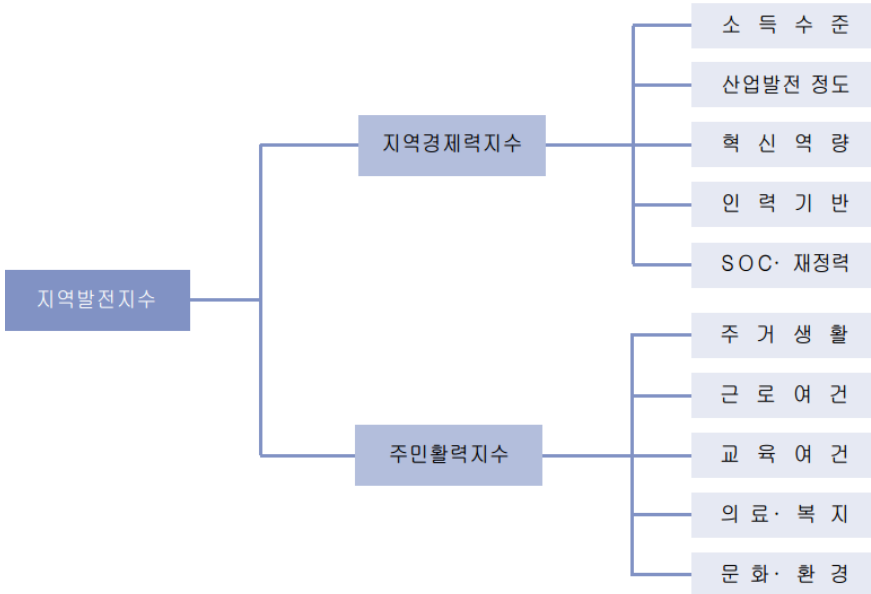 소 득 수 준
산업발전 정도
지역경제력지수
혁 신 역 량
인 력 기 반
SOC· 재정력
지역발전지수
주 거 생 활
근 로 여 건
주민활력지수
교 육 여 건
의 료· 복 지
문 화· 환 경